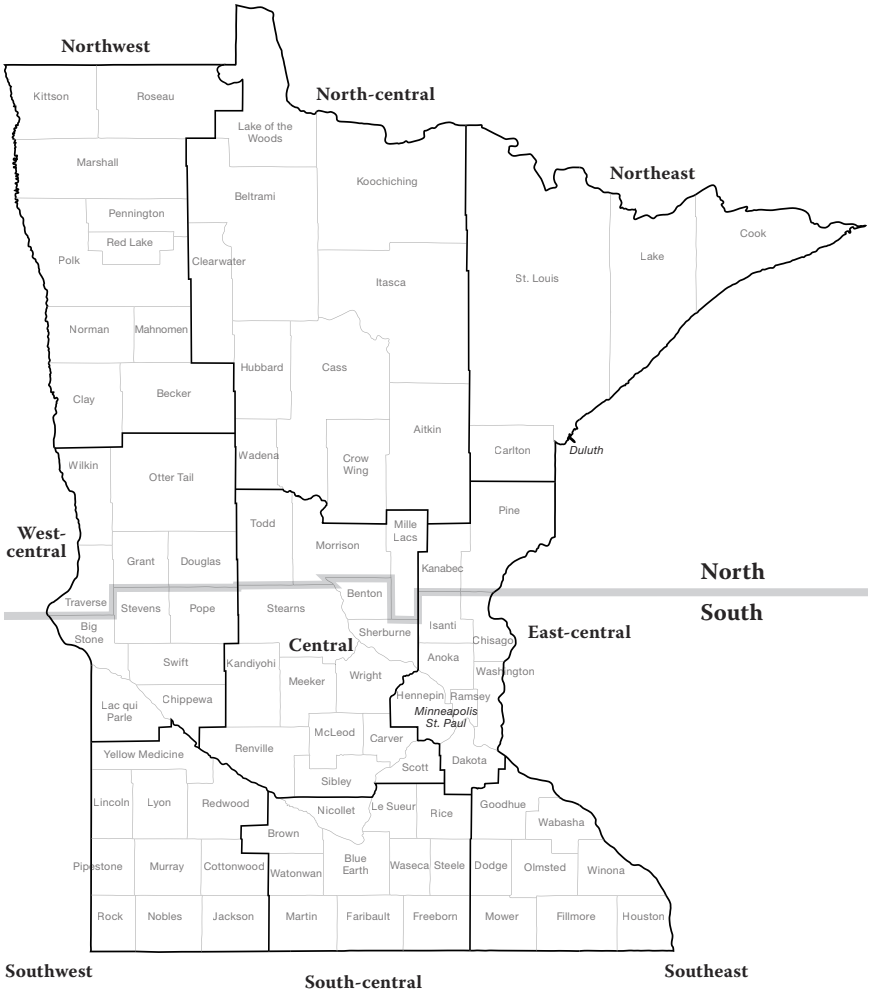 Northwest
Kittson
Roseau
North-central
Lake of the
Woods
Marshall
Northeast
Koochiching
Beltrami
Pennington
Red Lake
Polk
Clearwater
Cook
Lake
St. Louis
Itasca
Norman
Mahnomen
Hubbard
Cass
Clay
Becker
Aitkin
Carlton
Duluth
Wilkin
Otter Tail
Wadena
Crow
Wing
Pine
West-
central
Todd
Mille
Lacs
Morrison
Grant
Douglas
Kanabec
North
South
Traverse
Stevens
Pope
Stearns
Benton
Big
Stone
Sherburne
Isanti
East-central
Chisago
Central
Swift
Kandiyohi
Anoka
Washington
Meeker
Wright
Lac qui
Parle
Chippewa
Hennepin
Ramsey
Minneapolis
St. Paul
McLeod
Carver
Yellow Medicine
Renville
Scott
Dakota
Sibley
Lincoln
Lyon
Redwood
Nicollet
Le Sueur
Rice
Goodhue
Wabasha
Brown
Pipestone
Murray
Cottonwood
Watonwan
Blue
Earth
Waseca
Steele
Dodge
Olmsted
Winona
Rock
Nobles
Jackson
Martin
Faribault
Freeborn
Mower
Fillmore
Houston
Southwest
South-central
Southeast